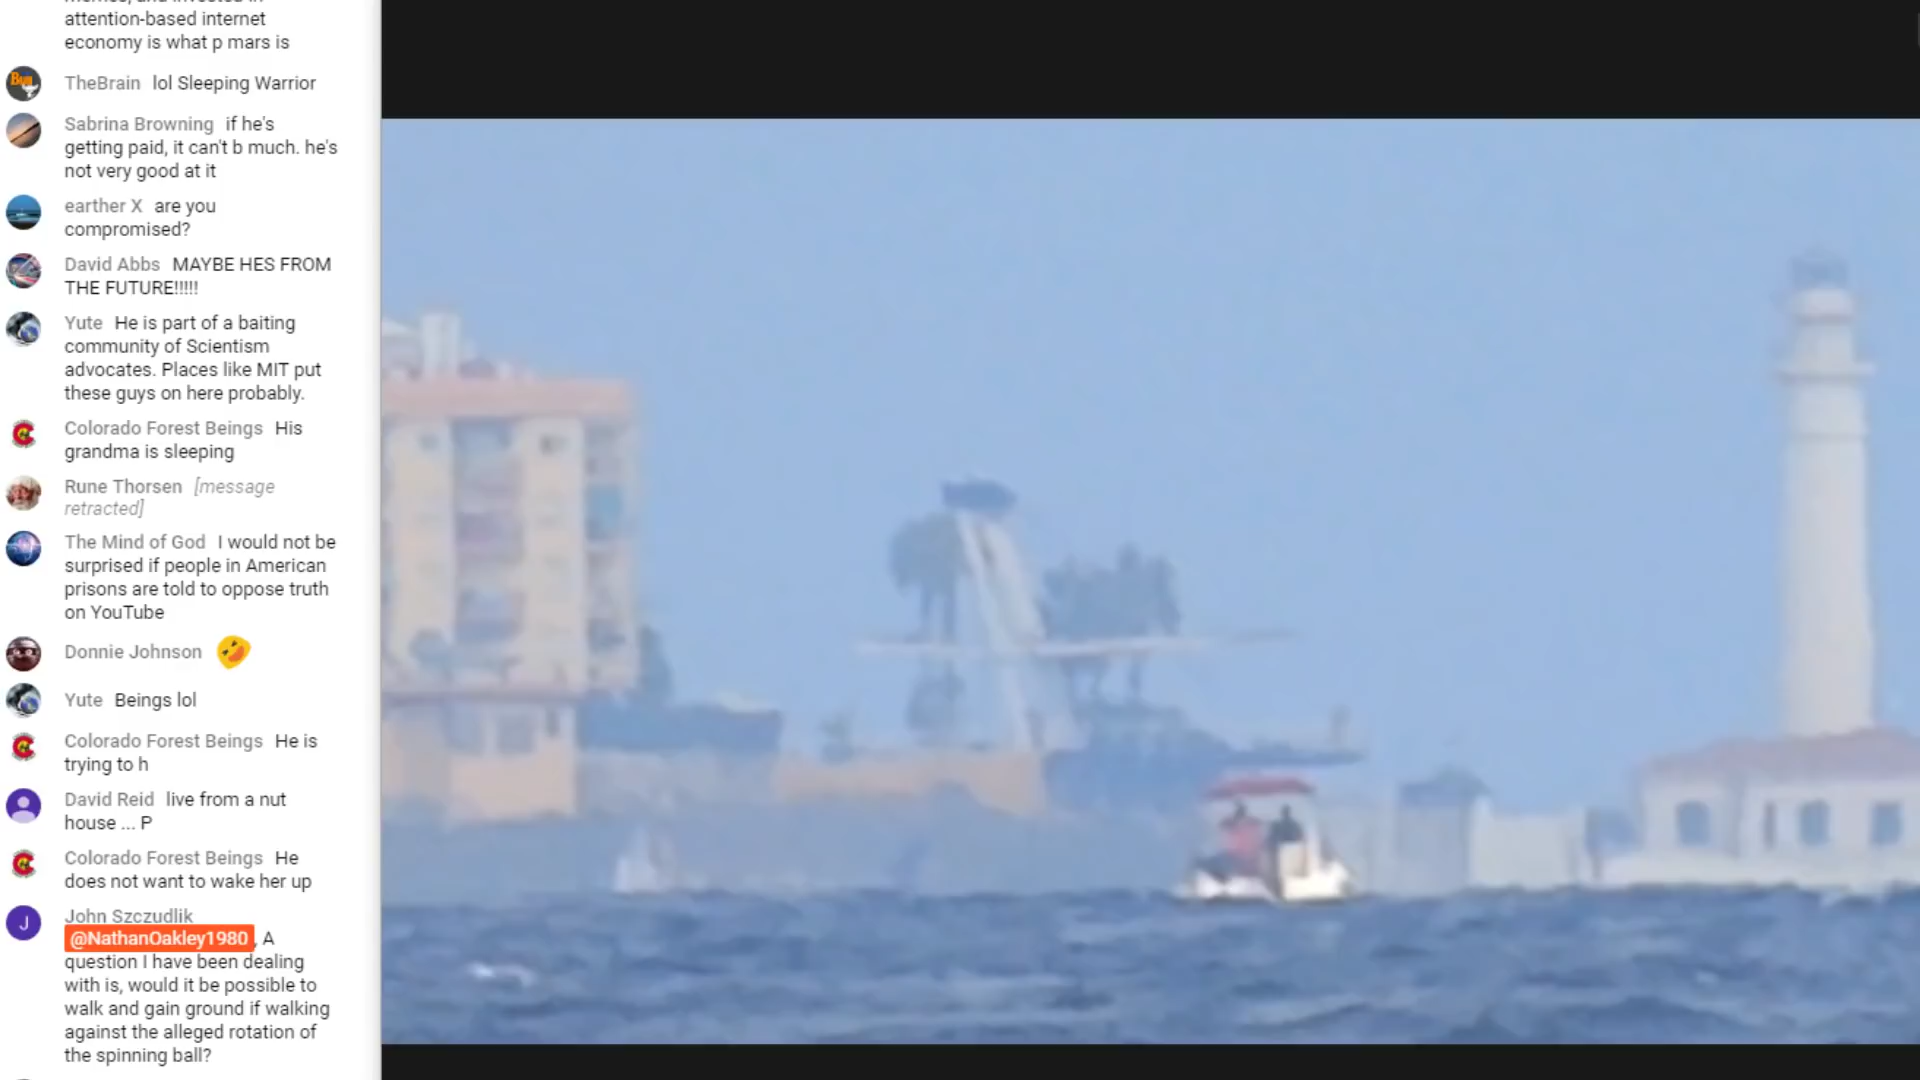 attention-based internet
economy is what p mars is
TheBrain lol Sleeping Warrior
Sabrina Browning if he's
getting paid, it can't b much. he's
not very good at it
earther X are you
compromised?
David Abbs MAYBE HES FROM
THE FUTURE!!!!!
Yute He is part of a baiting
community of Scientism
advocates. Places like MIT put
these guys on here probably.
Colorado Forest Beings His
grandma is sleeping
Rune Thorsen [message
retracted]
The Mind of God I would not be
surprised if people in American
prisons are told to oppose truth
on YouTube
Donnie Johnson
Yute Beings lol
Colorado Forest Beings He is
trying to h
David Reid live from a nut
house ... P
Colorado Forest Beings He
does not want to wake her up
J
John Szczudlik
@NathanOakley1980, A
question I have been dealing
with is, would it be possible to
walk and gain ground if walking
against the alleged rotation of
the spinning ball?